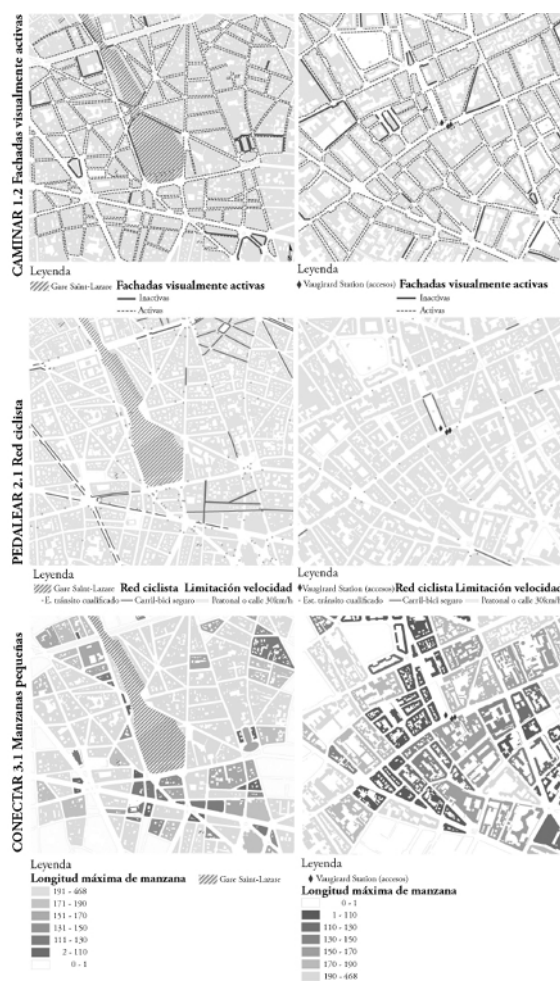 CAMINAR 1.2 Fachadas visualmente activas
Leyenda
Gare Saint-Lazare Fachadas visualmente activas
Inactivas
Activas
Leyenda
Vaugirard Station (accesos) Fachadas visualmente activas
Inactivas
Activas
PEDALEAR 2.1 Red ciclista
Leyenda
Gare Saint-Lazare Red ciclista Limitación velocidad
E. tránsito cualificado Carril-bici seguro Peatonal o calle 30km/h
Leyenda
Vaugirard Station (accesos) Red ciclista Limitación velocidad
Est. tránsito cualificado Carril-bici seguro Peatonal o calle 30km/h
CONECTAR 3.1 Manzanas pequeñas
Leyenda
Longitud máxima de manzana Gare Saint-Lazare
191 - 468
171 - 190
151 - 170
131 - 150
111 - 130
2 - 110
0 - 1
Leyenda
Vaugirard Station (accesos)
Longitud máxima de manzana
0 - 1
1 - 110
110 - 130
130 - 150
150 - 170
170 - 190
190 - 468